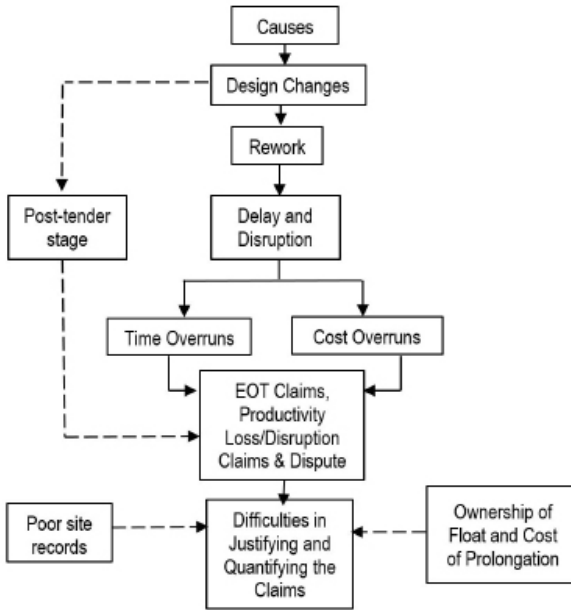 Causes
Design Changes
Rework
Post-tender
stage
Delay and
Disruption
Time Overruns
Cost Overruns
EOT Claims,
Productivity
Loss/Disruption
Claims & Dispute
Poor site
records
Difficulties in
Justifying and
Quantifying the
Claims
Ownership of
Float and Cost
of Prolongation